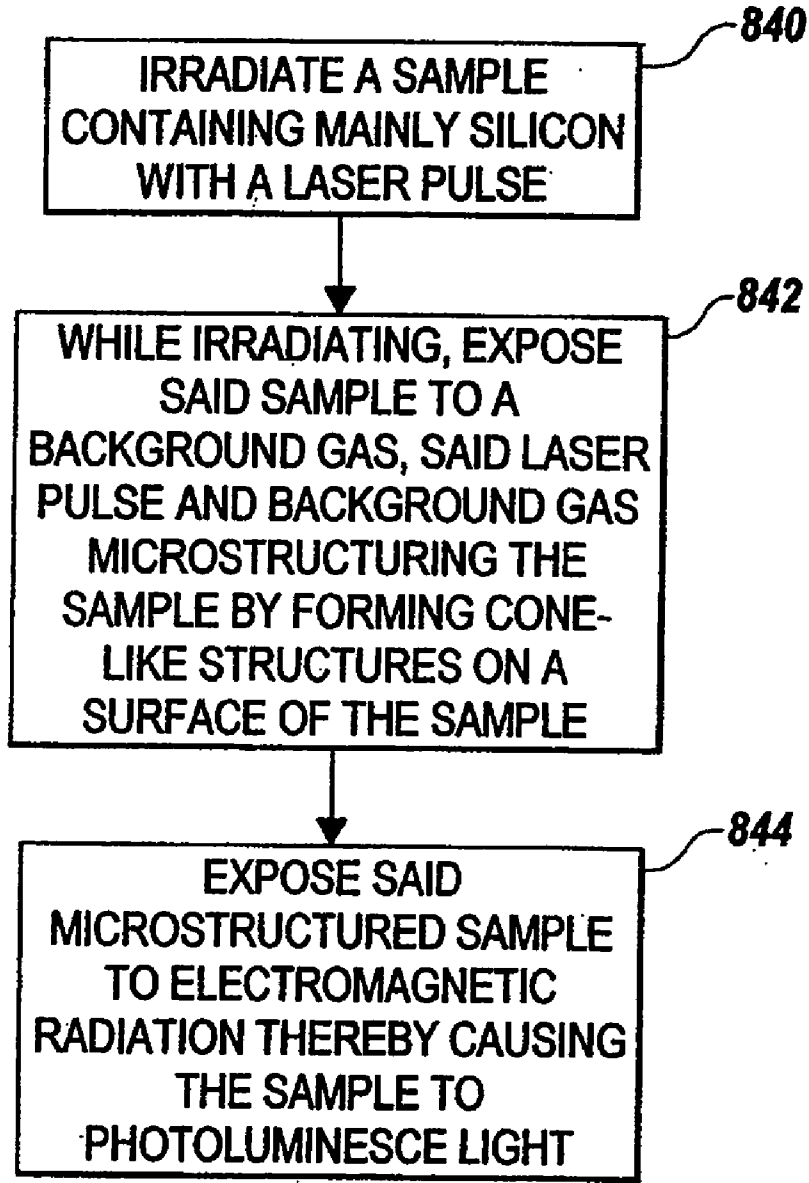 840
IRRADIATE A SAMPLE
CONTAINING MAINLY SILICON
WITH A LASER PULSE
842
WHILE IRRADIATING, EXPOSE
SAID SAMPLE TO A
BACKGROUND GAS, SAID LASER
PULSE AND BACKGROUND GAS
MICROSTRUCTURING THE
SAMPLE BY FORMING CONE-
LIKE STRUCTURES ON A
SURFACE OF THE SAMPLE
844
EXPOSE SAID
MICROSTRUCTURED SAMPLE
TO ELECTROMAGNETIC
RADIATION THEREBY CAUSING
THE SAMPLE TO
PHOTOLUMINESCE LIGHT